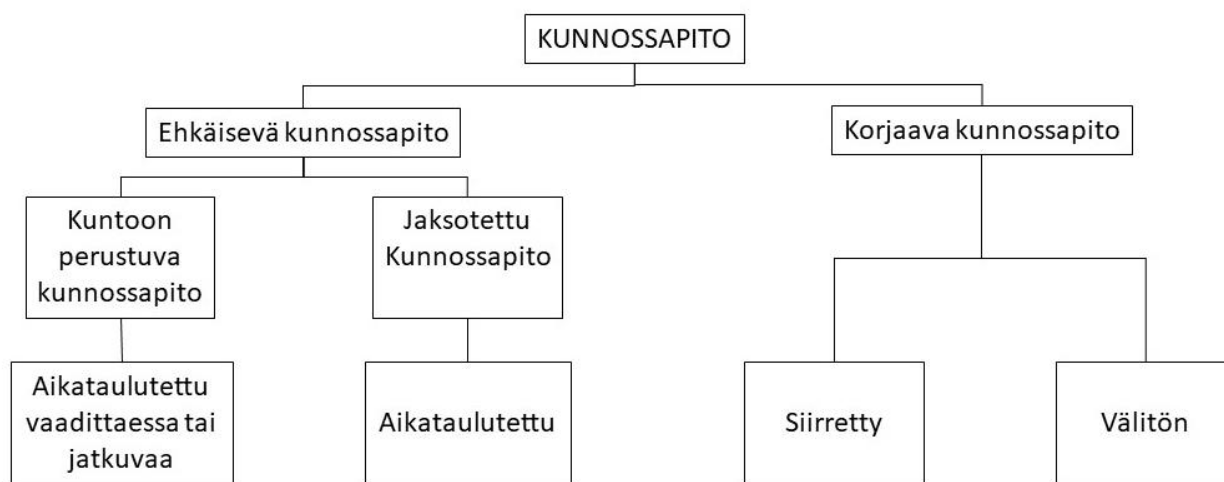 KUNNOSSAPITO
Ehkäisevä kunnossapito
Korjaava kunnossapito
Kuntoon
perustuva
kunnossapito
Jaksotettu
Kunnossapito
Aikataulutettu
vaadittaessa tai
jatkuvaa
Aikataulutettu
Siirretty
Välitön